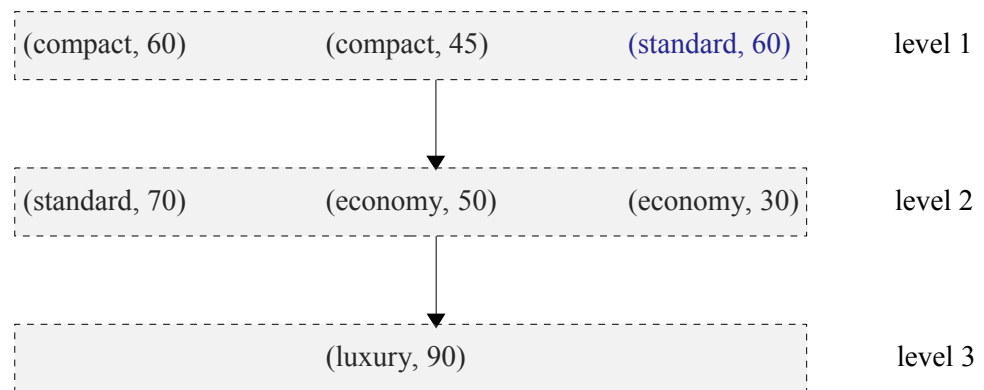 (compact, 60) (compact, 45) (standard, 60) level 1
(standard, 70) (economy, 50) (economy, 30) level 2
(luxury, 90) level 3